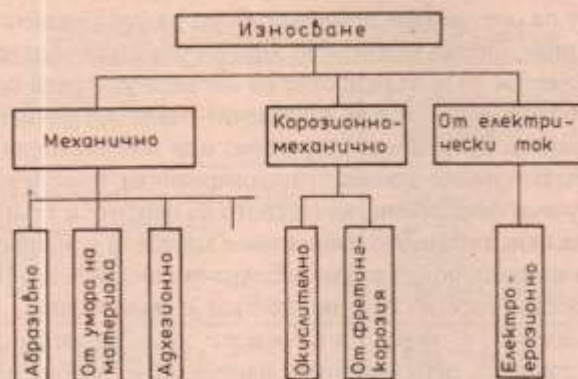 Износване
Механично
Корозионно-
механично
От електри-
чески ток
Абразивно
От умора на
материала
Адхезионно
Окислително
От фретинг-
корозия
Електро-
ерозионно